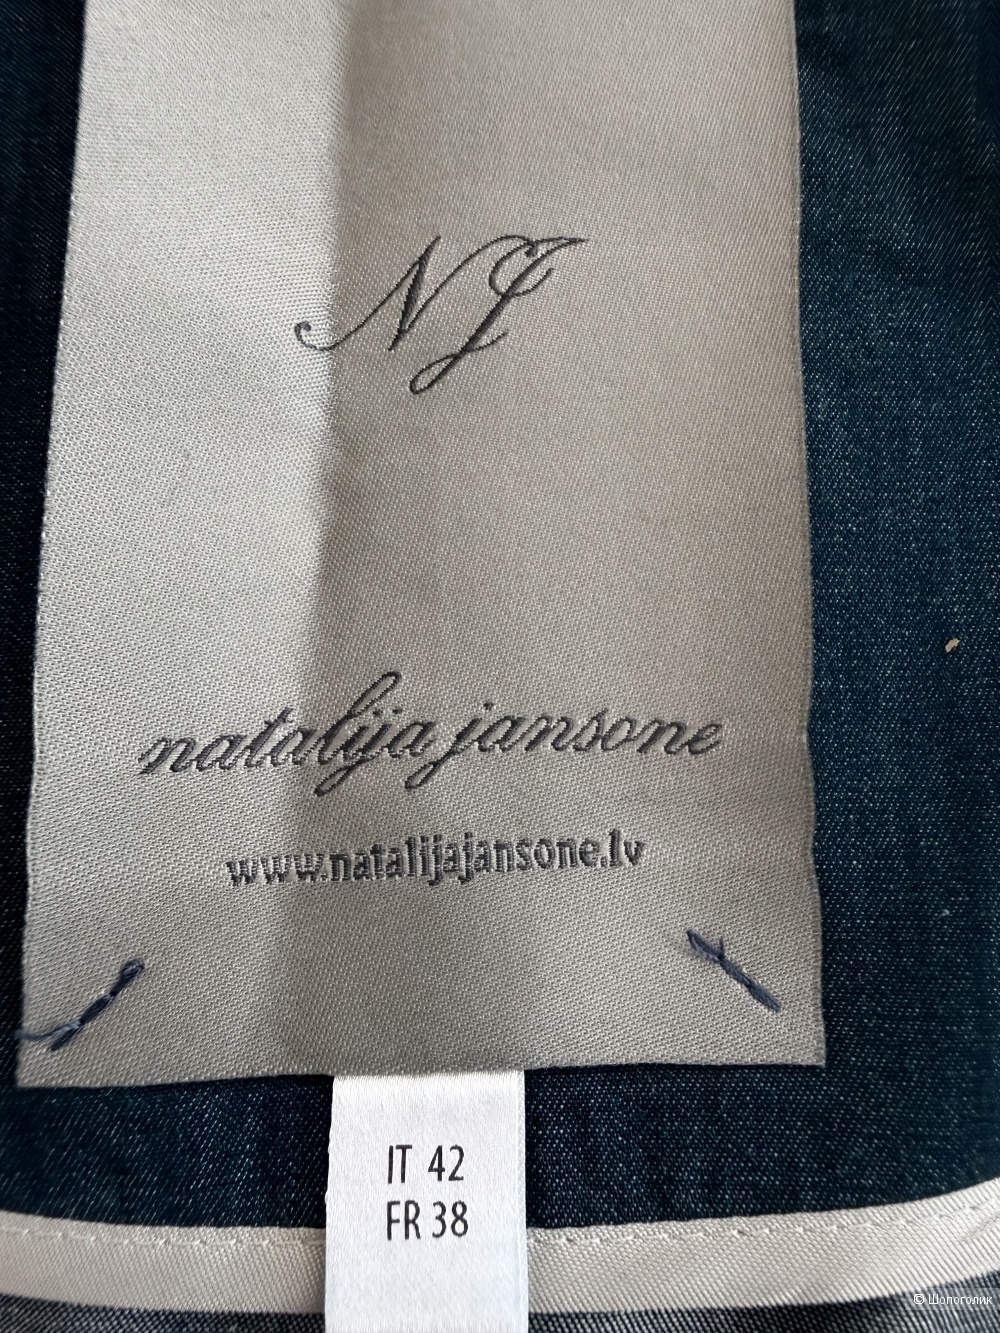 NJ
natalija jansone
www.natalijajansone.lv
IT 42
FR 38
© Шопоголик